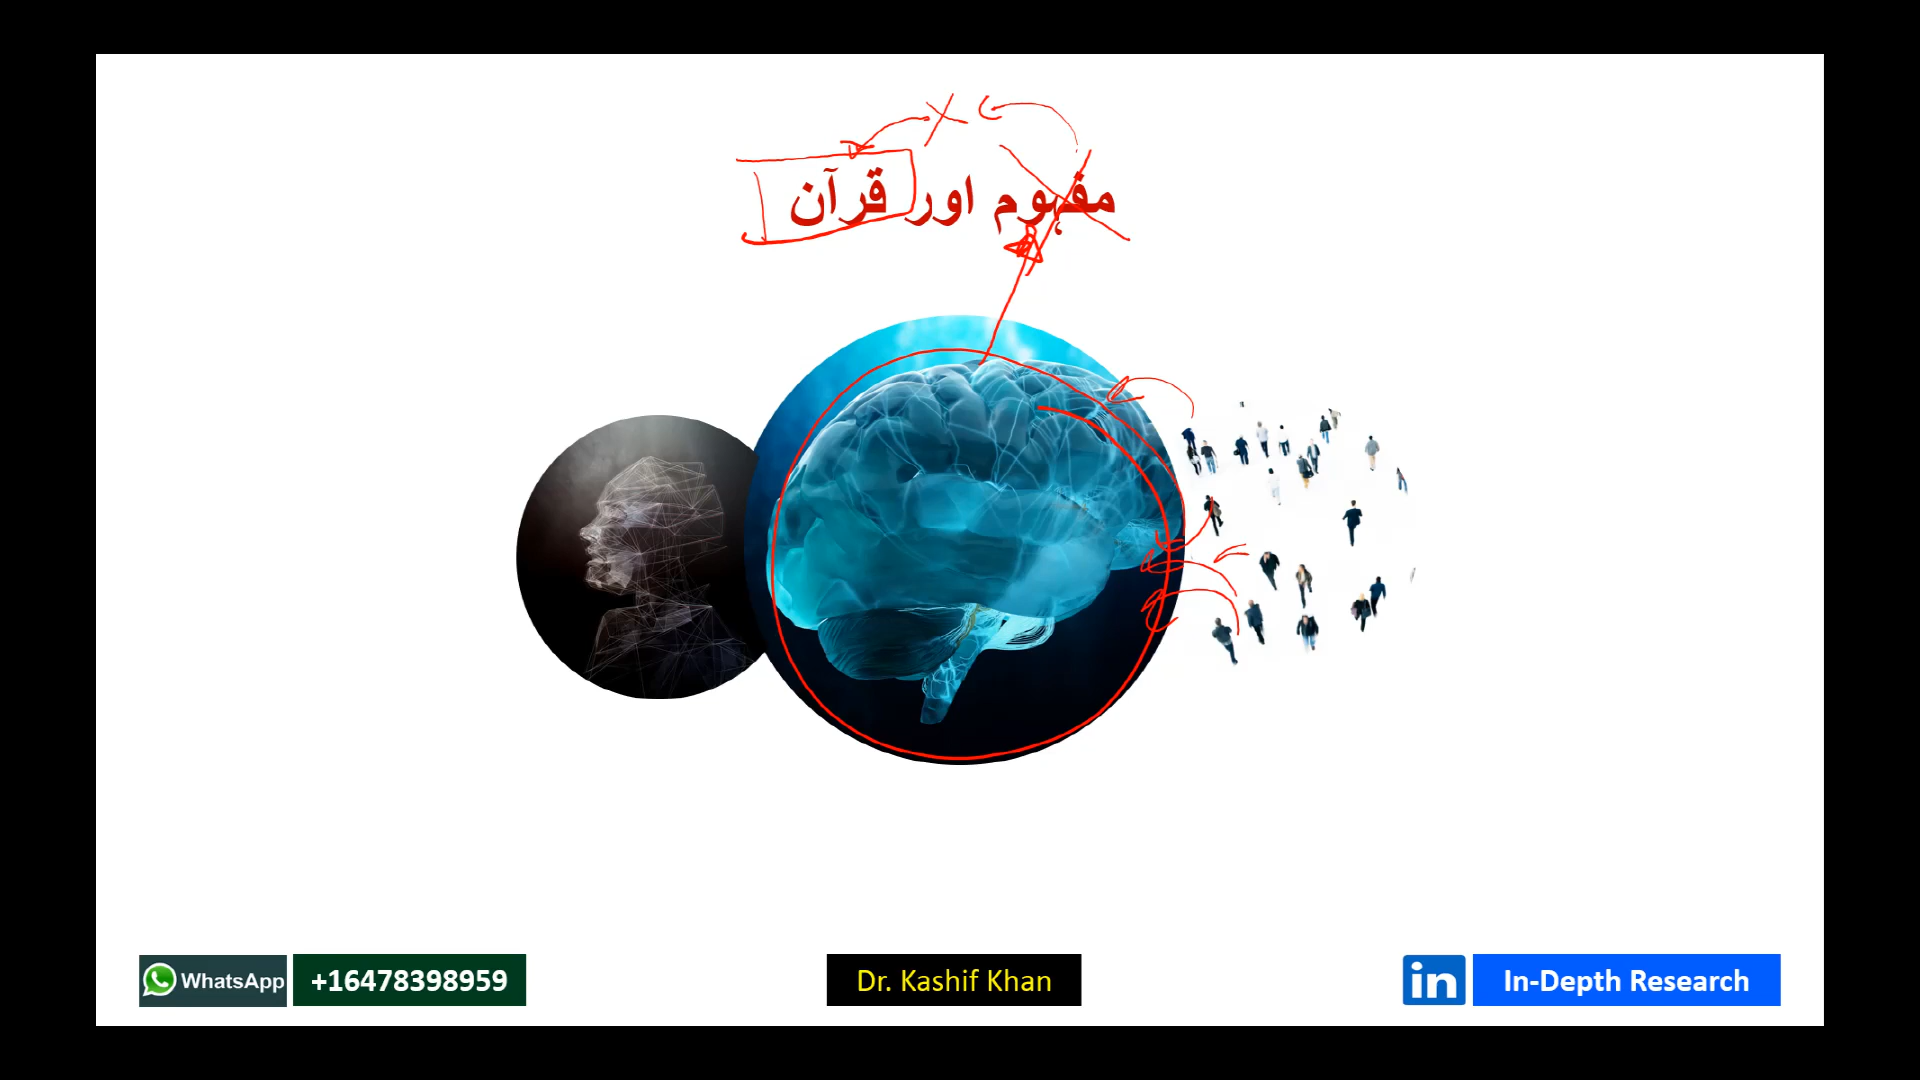 مفہوم اور قرآن
WhatsApp +16478398959
Dr. Kashif Khan
in In-Depth Research